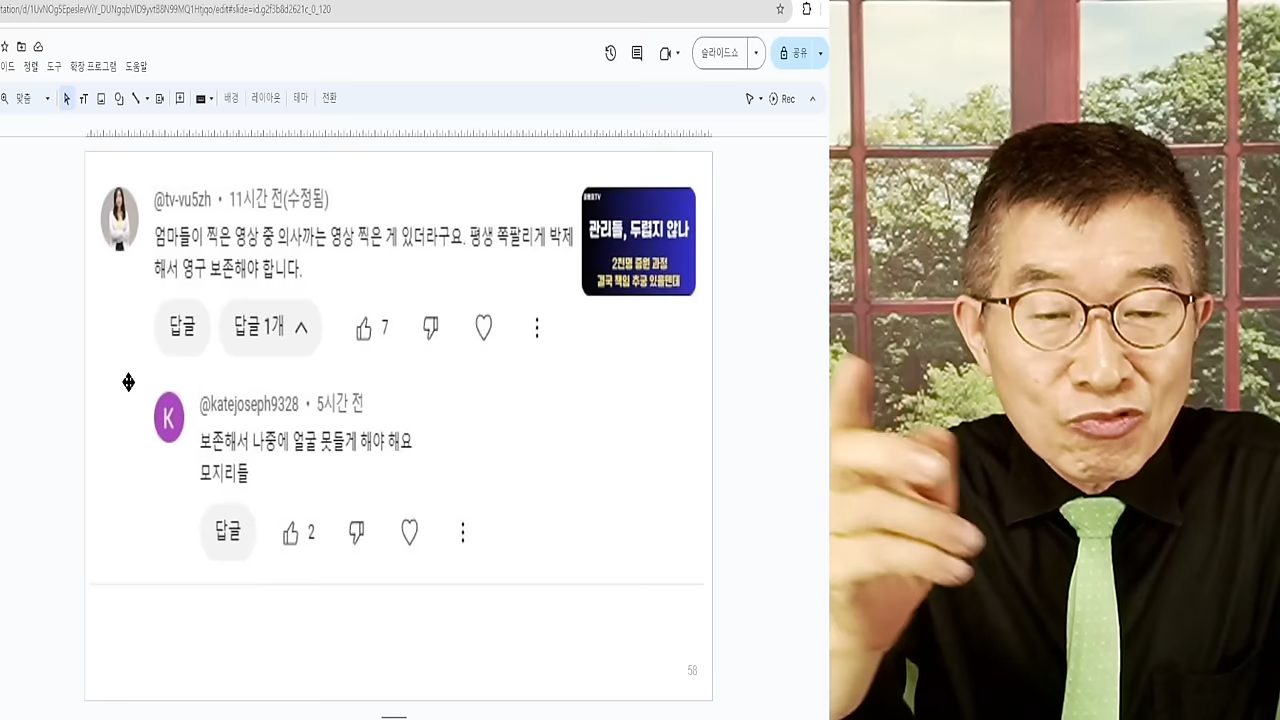 tation/d/1UvNOg5EpeslevViY_DUNgqbVID9yvtB8N99MQ1Htjqo/edit#slide=id.g2f3b8d2621c_0_120
슬라이드쇼
공유
이드 정렬 도구 확장 프로그램 도움말
맞춤
배경
레이아웃
테마
전환
Rec
@tv-vu5zh • 11시간 전(수정됨)
엄마들이 찍은 영상 중 의사까는 영상 찍은 게 있더라구요. 평생 쪽팔리게 박제
해서 영구 보존해야 합니다.
관리들, 두렵지 않나
2천명 증원 과정
결국 책임 추궁 있을텐데
답글
답글 1개
7
K
@katejoseph9328 • 5시간 전
보존해서 나중에 얼굴 못들게 해야 해요
모지리들
답글
2
58